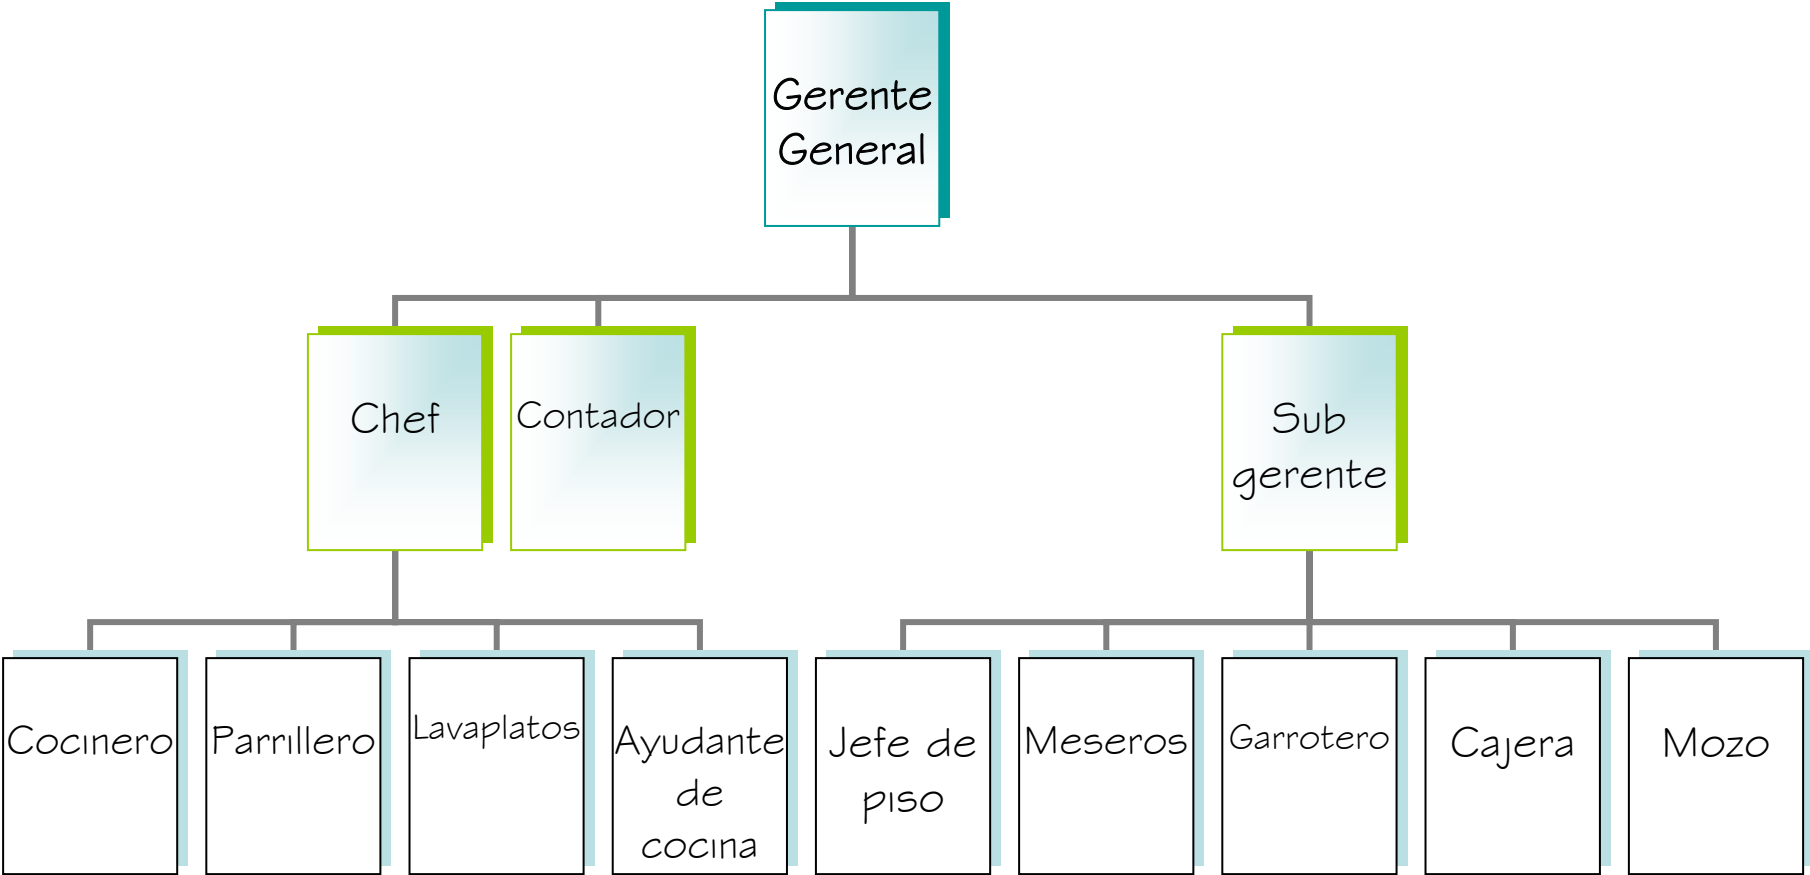 Gerente
General
Chef
Contador
Sub
gerente
Cocinero
Parrillero
Lavaplatos
Ayudante
de
cocina
Jefe de
piso
Meseros
Garrotero
Cajera
Mozo